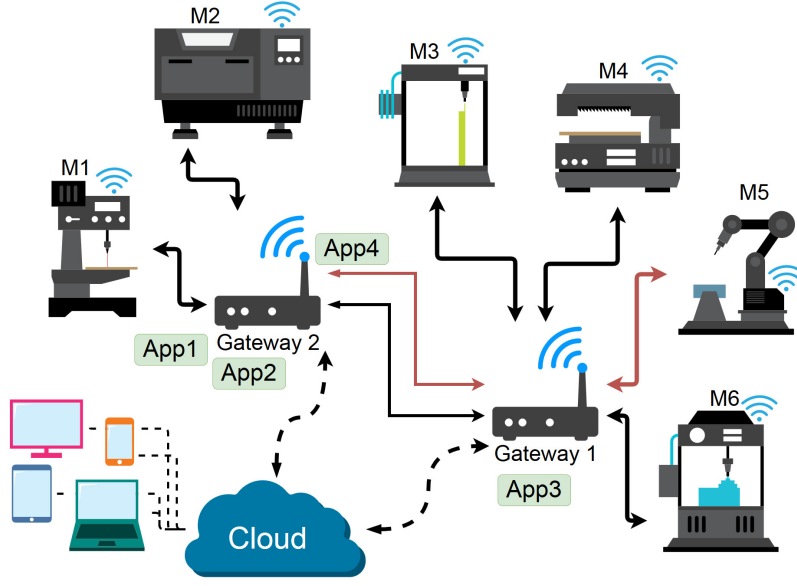 M2
M3
M4
M1
M5
App4
App1
Gateway 2
App2
M6
Gateway 1
App3
Cloud